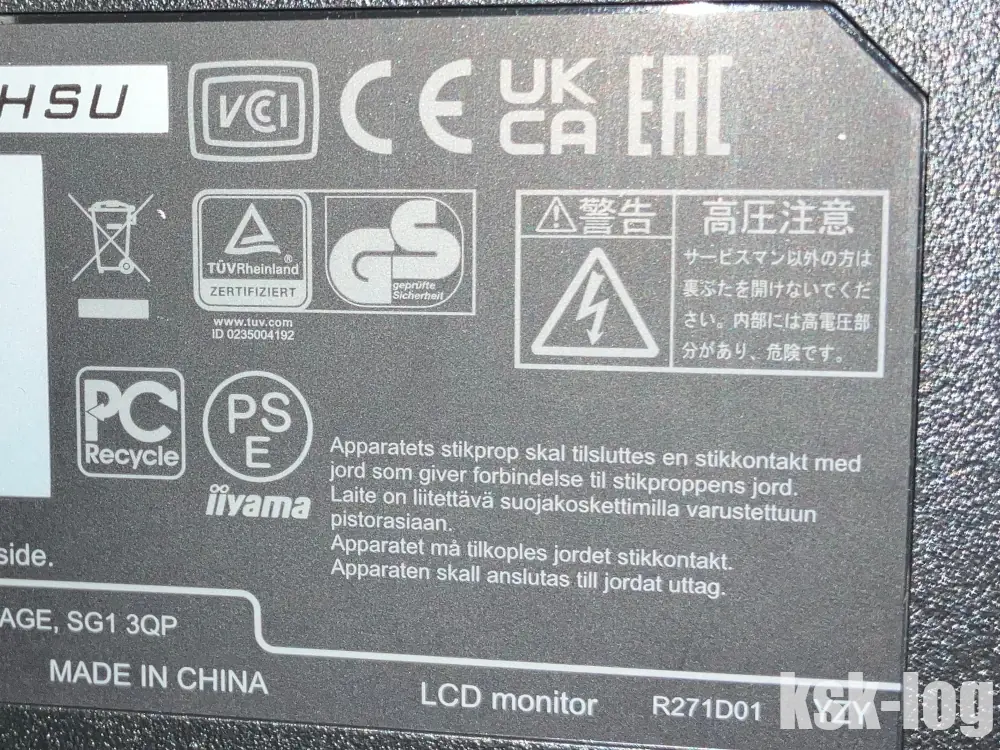 HSU
VCCI
CE
UK
CA
EAC
TÜVRheinland®
ZERTIFIZIERT
www.tuv.com
ID 0235004192
GS
geprüfte
Sicherheit
警告
高圧注意
サービスマン以外の方は
裏ぶたを開けないでくだ
さい。内部には高電圧部
分があり、危険です。
PC
Recycle
PS
E
iiyama
Apparatets stikprop skal tilsluttes en stikkontakt med
jord som giver forbindelse til stikproppens jord.
Laite on liitettävä suojakoskettimilla varustettuun
pistorasiaan.
Apparatet må tilkoples jordet stikkontakt.
Apparaten skall anslutas till jordat uttag.
side.
AGE, SG1 3QP
MADE IN CHINA
LCD monitor
R271D01
YZY
ksk-log